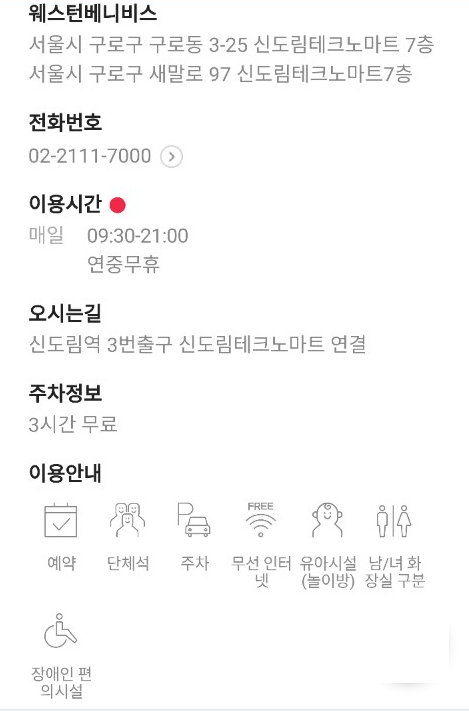 웨스턴베니비스
서울시 구로구 구로동 3-25 신도림테크노마트 7층
서울시 구로구 새말로 97 신도림테크노마트7층
전화번호
02-2111-7000
이용시간
매일 09:30-21:00
연중무휴
오시는길
신도림역 3번출구 신도림테크노마트 연결
주차정보
3시간 무료
이용안내
P FREE
예약 단체석 주차 무선 인터 유아시설 남/녀 화
넷 (놀이방) 장실 구분
장애인 편
의시설